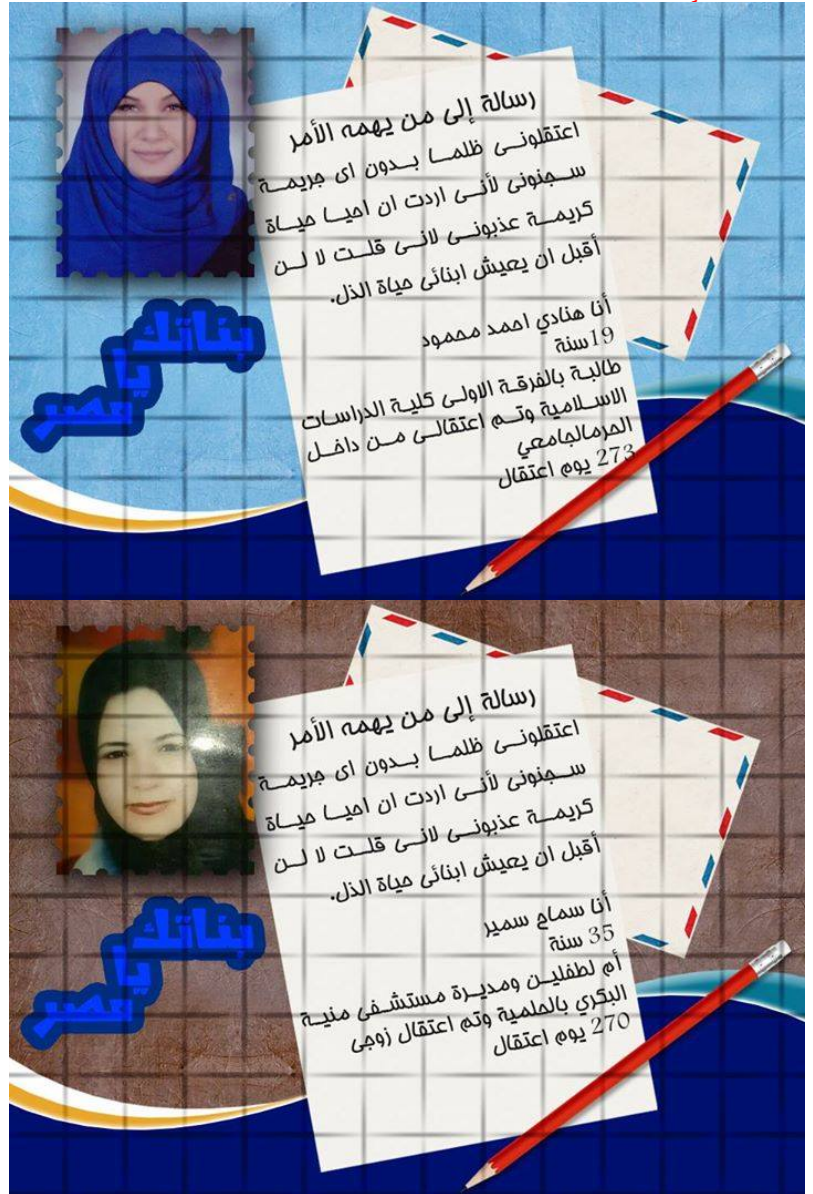 رسالة إلى من يهمه الأمر
اعتقلونى ظلما بدون اى جريمة
سجنونى لأنى اردت ان احيا حياة
كريمة عذبونى لانى قلت لا لن
أقبل ان يعيش ابنائى حياة الذل.
أنا هنادي احمد محمود
19سنة
طالبة بالفرقة الاولى كلية الدراسات
الاسلامية وتم اعتقالى من داخل
الحرمالجامعي
273 يوم اعتقال
بناتك
يا
مصر
رسالة إلى من يهمه الأمر
اعتقلونى ظلما بدون اى جريمة
سجنونى لأنى اردت ان احيا حياة
كريمة عذبونى لانى قلت لا لن
أقبل ان يعيش ابنائى حياة الذل.
أنا سماح سمير
35 سنة
أم لطفلين ومديرة مستشفى منية
البكري بالحلمية وتم اعتقال زوجى
270 يوم اعتقال
بناتك
يا
مصر